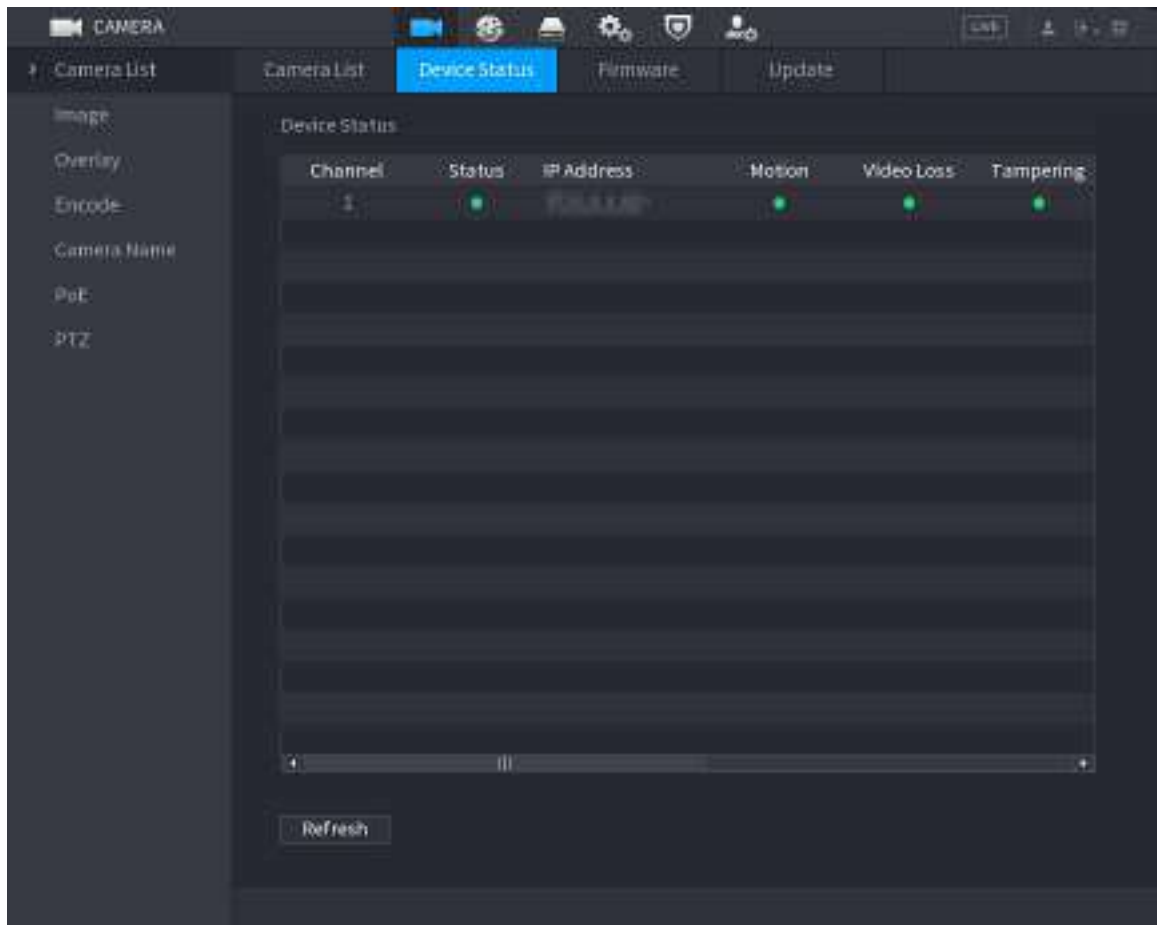 CAMERA
LIVE
Camera List
Camera List Device Status Firmware Update
Image
Device Status
Overlay
Channel Status IP Address Motion Video Loss Tampering
Encode
1
Camera Name
PoE
PTZ
Refresh